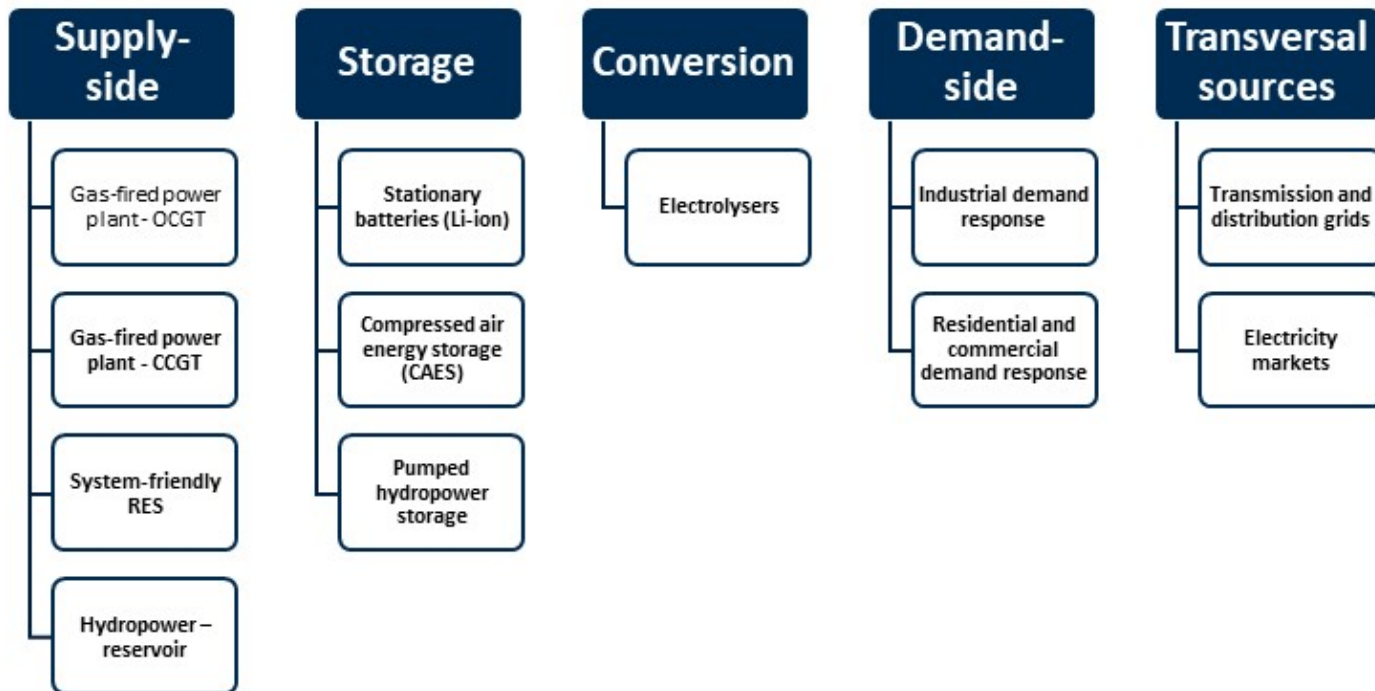 Supply-
side
Gas-fired power
plant- OCGT
Gas-fired power
plant - CCGT
System-friendly
RES
Hydropower –
reservoir
Storage
Stationary
batteries (Li-ion)
Compressed air
energy storage
(CAES)
Pumped
hydropower
storage
Conversion
Electrolysers
Demand-
side
Industrial demand
response
Residential and
commercial
demand response
Transversal
sources
Transmission and
distribution grids
Electricity
markets